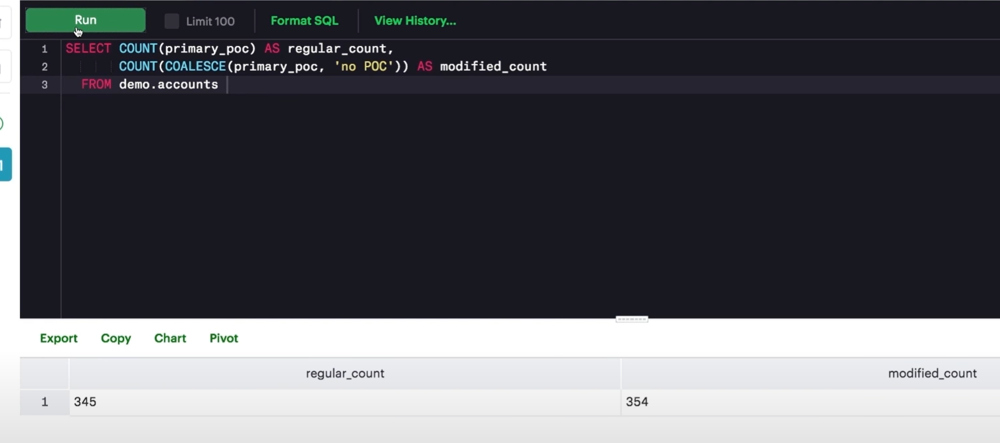 Run Limit 100 Format SQL View History...
1 SELECT COUNT(primary_poc) AS regular_count,
2 COUNT(COALESCE(primary_poc, 'no POC')) AS modified_count
3 FROM demo.accounts
Export Copy Chart Pivot
regular_count modified_count
1 345 354